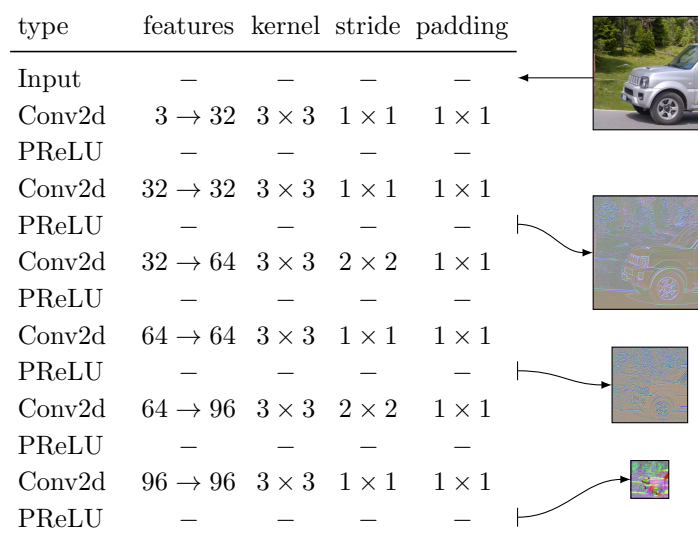 type features kernel stride padding
Input – – – –
Conv2d 3 → 32 3 × 3 1 × 1 1 × 1
PReLU – – – –
Conv2d 32 → 32 3 × 3 1 × 1 1 × 1
PReLU – – – –
Conv2d 32 → 64 3 × 3 2 × 2 1 × 1
PReLU – – – –
Conv2d 64 → 64 3 × 3 1 × 1 1 × 1
PReLU – – – –
Conv2d 64 → 96 3 × 3 2 × 2 1 × 1
PReLU – – – –
Conv2d 96 → 96 3 × 3 1 × 1 1 × 1
PReLU – – – –